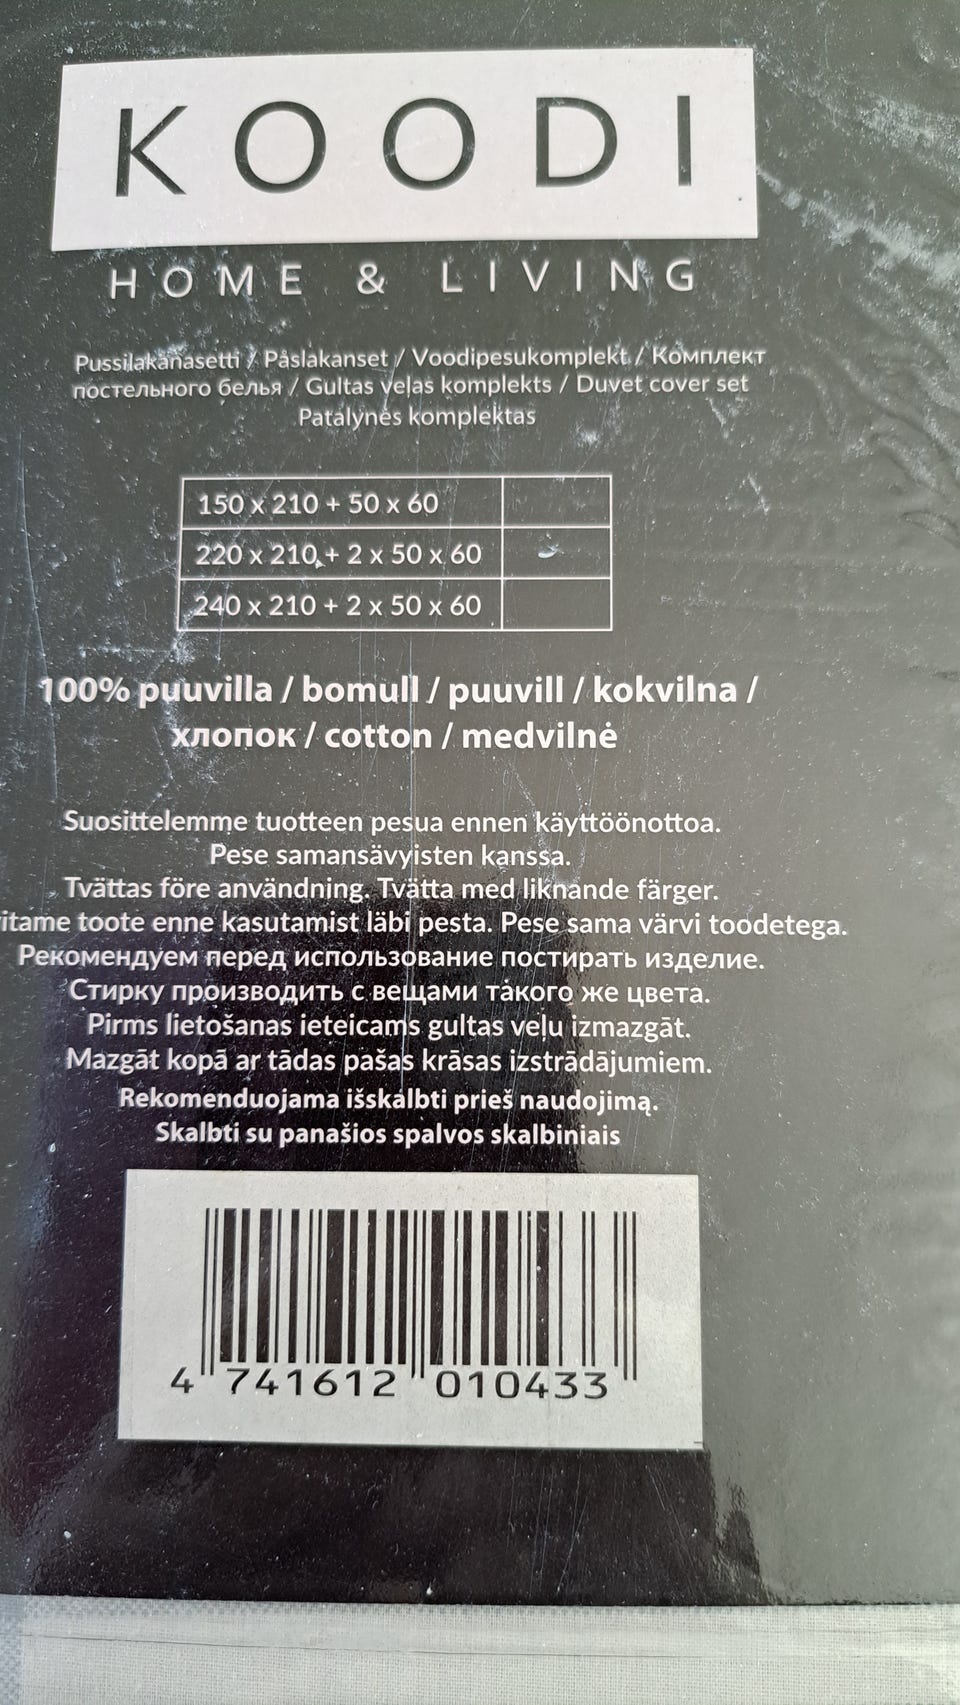 KOODI
HOME & LIVING
Pussilakanasetti / Påslakanset / Voodipesukomplekt / Комплект
постельного белья / Gultas veļas komplekts / Duvet cover set
Patalynės komplektas
150 x 210 + 50 x 60
220 x 210 + 2 x 50 x 60
240 x 210 + 2 x 50 x 60
100% puuvilla / bomull / puuvill / kokvilna /
хлопок / cotton / medvilnė
Suosittelemme tuotteen pesua ennen käyttöönottoa.
Pese samansävyisten kanssa.
Tvättas före användning. Tvätta med liknande färger.
toote enne kasutamist läbi pesta. Pese sama värvi toodetega.
Рекомендуем перед использование постирать изделие.
Стирку производить с вещами такого же цвета.
Pirms lietošanas ieteicams gultas veļu izmazgāt.
Mazgāt kopā ar tādas pašas krāsas izstrādājumiem.
Rekomenduojama išskalbti prieš naudojimą.
Skalbti su panašios spalvos skalbiniais
4 741612 010433